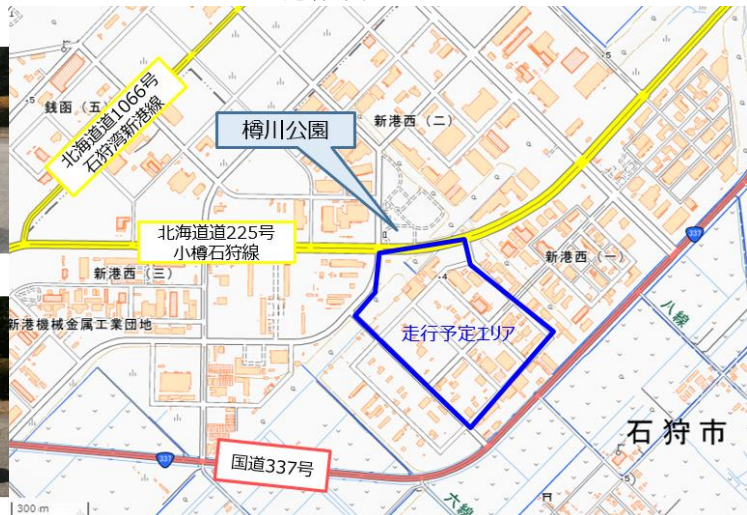 銭函（五）
北海道道1066号
石狩湾新港線
樽川公園
新港西（二）
北海道道225号
小樽石狩線
337
新港西（三）
新港西（一）
八線
新港機械金属工業団地
走行予定エリア
石狩市
337
国道337号
六線
300 m